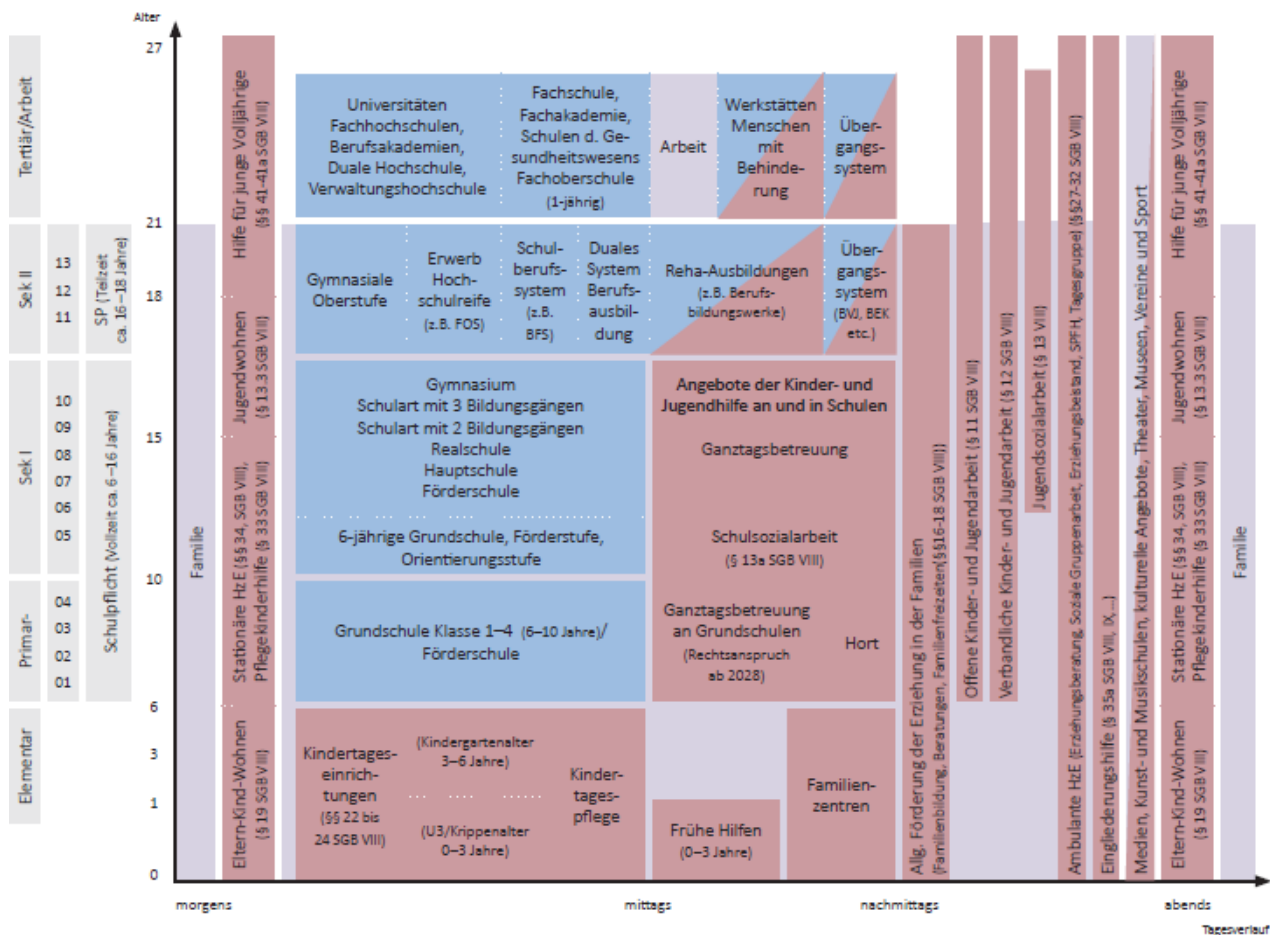 Alter
27
21
18
15
10
6
3
1
0
Tertiär/Arbeit
Sek II
Sek I
Primar-
Elementar
13
12
11
10
09
08
07
06
05
04
03
02
01
SP (Teilzeit
ca. 16–18 Jahre)
Schulpflicht (Vollzeit ca. 6–16 Jahre)
Familie
Hilfe für junge Volljährige
(§§ 41-41a SGB VIII)
Jugendwohnen
(§ 13.3 SGB VIII)
Stationäre HzE (§§ 34, SGB VIII),
Pflegekinderhilfe (§ 33 SGB VIII)
Eltern-Kind-Wohnen
(§ 19 SGB VIII)
Universitäten
Fachhochschulen,
Berufsakademien,
Duale Hochschule,
Verwaltungshochschule
Fachschule,
Fachakademie,
Schulen d. Ge-
sundheitswesens
Fachoberschule
(1-jährig)
Arbeit
Werkstätten
Menschen
mit
Behinde-
rung
Über-
gangs-
system
Gymnasiale
Oberstufe
Erwerb
Hoch-
schulreife
(z.B. FOS)
Schul-
berufs-
system
(z.B.
BFS)
Duales
System
Berufs-
ausbil-
dung
Reha-Ausbildungen
(z.B. Berufs-
bildungswerke)
Über-
gangs-
system
(BVJ, BEK
etc.)
Gymnasium
Schulart mit 3 Bildungsgängen
Schulart mit 2 Bildungsgängen
Realschule
Hauptschule
Förderschule
6-jährige Grundschule, Förderstufe,
Orientierungsstufe
Angebote der Kinder- und
Jugendhilfe an und in Schulen
Ganztagsbetreuung
Schulsozialarbeit
(§ 13a SGB VIII)
Grundschule Klasse 1–4 (6–10 Jahre)/
Förderschule
Ganztagsbetreuung
an Grundschulen
(Rechtsanspruch
ab 2028)
Hort
Kindertages-
einrich-
tungen
(§§ 22 bis
24 SGB VIII)
(Kindergartenalter
3–6 Jahre)
(U3/Krippenalter
0–3 Jahre)
Kinder-
tages-
pflege
Frühe Hilfen
(0–3 Jahre)
Familien-
zentren
Allg. Förderung der Erziehung in der Familien
(Familienbildung, Beratungen, Familienfreizeiten(§§16-18 SGB VIII))
Offene Kinder- und Jugendarbeit (§ 11 SGB VIII)
Verbandliche Kinder- und Jugendarbeit (§ 12 SGB VIII)
Jugendsozialarbeit (§ 13 VIII)
Ambulante HzE (Erziehungsberatung, Soziale Gruppenarbeit, Erziehungsbeistand, SPFH, Tagesgruppe) (§§27-32 SGB VIII)
Eingliederungshilfe (§ 35a SGB VIII, IX, ...)
Medien, Kunst- und Musikschulen, kulturelle Angebote, Theater, Museen, Vereine und Sport
Hilfe für junge Volljährige
(§§ 41-41a SGB VIII)
Jugendwohnen
(§ 13.3 SGB VIII)
Stationäre HzE (§§ 34, SGB VIII),
Pflegekinderhilfe (§ 33 SGB VIII)
Eltern-Kind-Wohnen
(§ 19 SGB VIII)
Familie
morgens
mittags
nachmittags
abends
Tagesverlauf